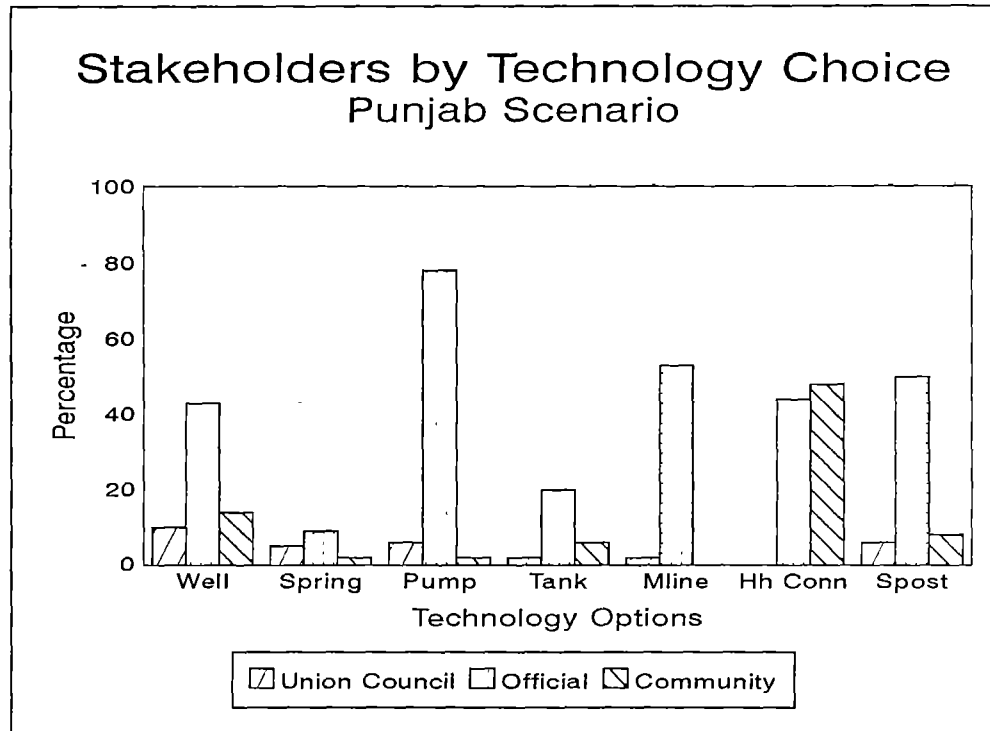 Stakeholders by Technology Choice
Punjab Scenario
Percentage
100
80
60
40
20
0
Well Spring Pump Tank Mline Hh Conn Spost
Technology Options
Union Council Official Community